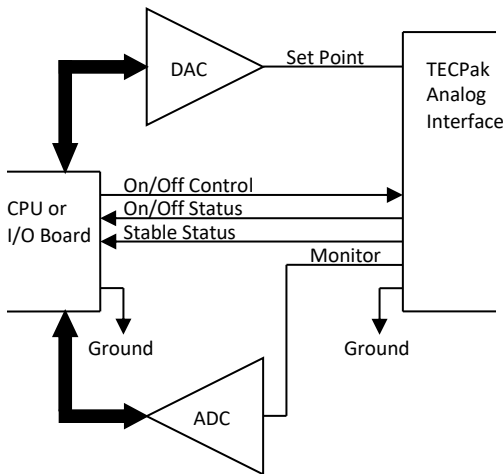 DAC
Set Point
TECPak
Analog
Interface
On/Off Control
CPU or
On/Off Status
I/O Board
Stable Status
Monitor
Ground
Ground
ADC